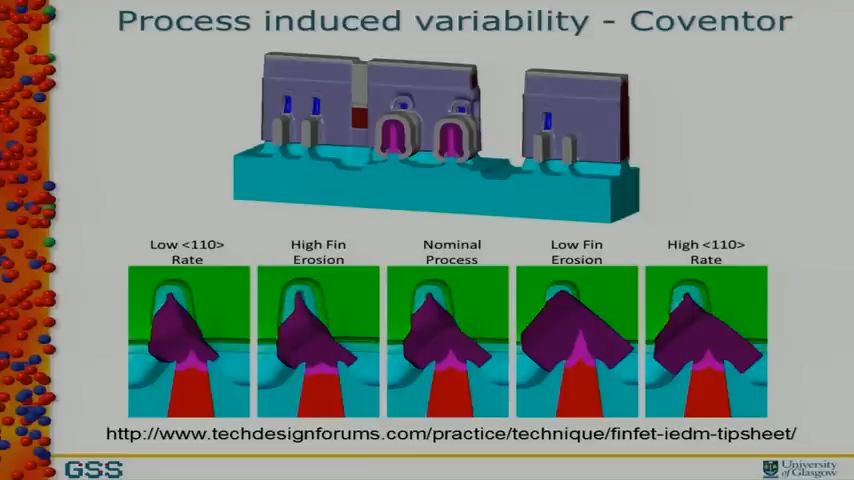 Process induced variability - Coventor
Low <110>
Rate
High Fin
Erosion
Nominal
Process
Low Fin
Erosion
High <110>
Rate
http://www.techdesignforums.com/practice/technique/finfet-iedm-tipsheet/
GSS
University
of Glasgow